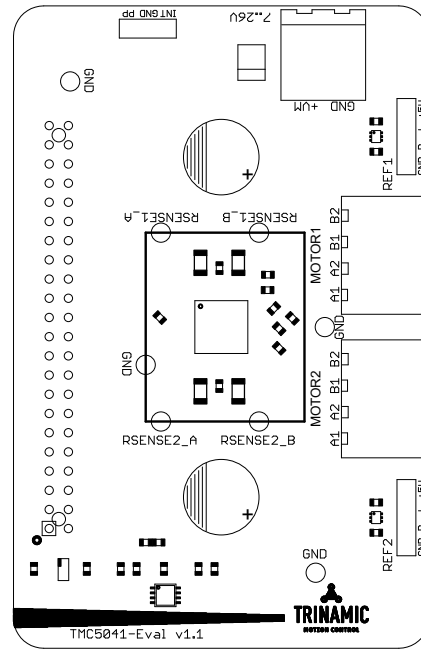 INT GND PP
7..26V
GND
+VM
GND
REF1
RSENSE1_A
RSENSE1_B
MOTOR1
B2
B1
A2
A1
GND
GND
MOTOR2
B2
B1
A2
A1
RSENSE2_A
RSENSE2_B
REF2
GND
TRINAMIC
MOTION CONTROL
TMC5041-Eval v1.1